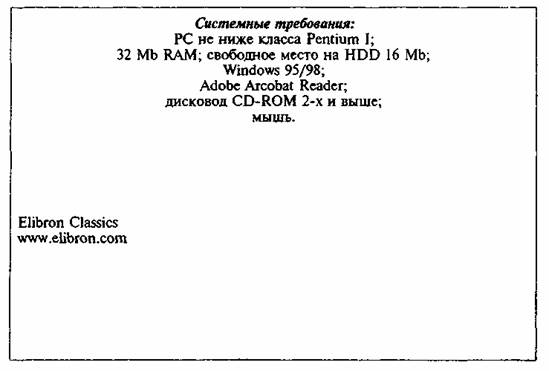 Системные требования:
PC не ниже класса Pentium I;
32 Mb RAM; свободное место на HDD 16 Mb;
Windows 95/98;
Adobe Arcobat Reader;
дисковод CD-ROM 2-х и выше;
мышь.
Elibron Classics
www.elibron.com